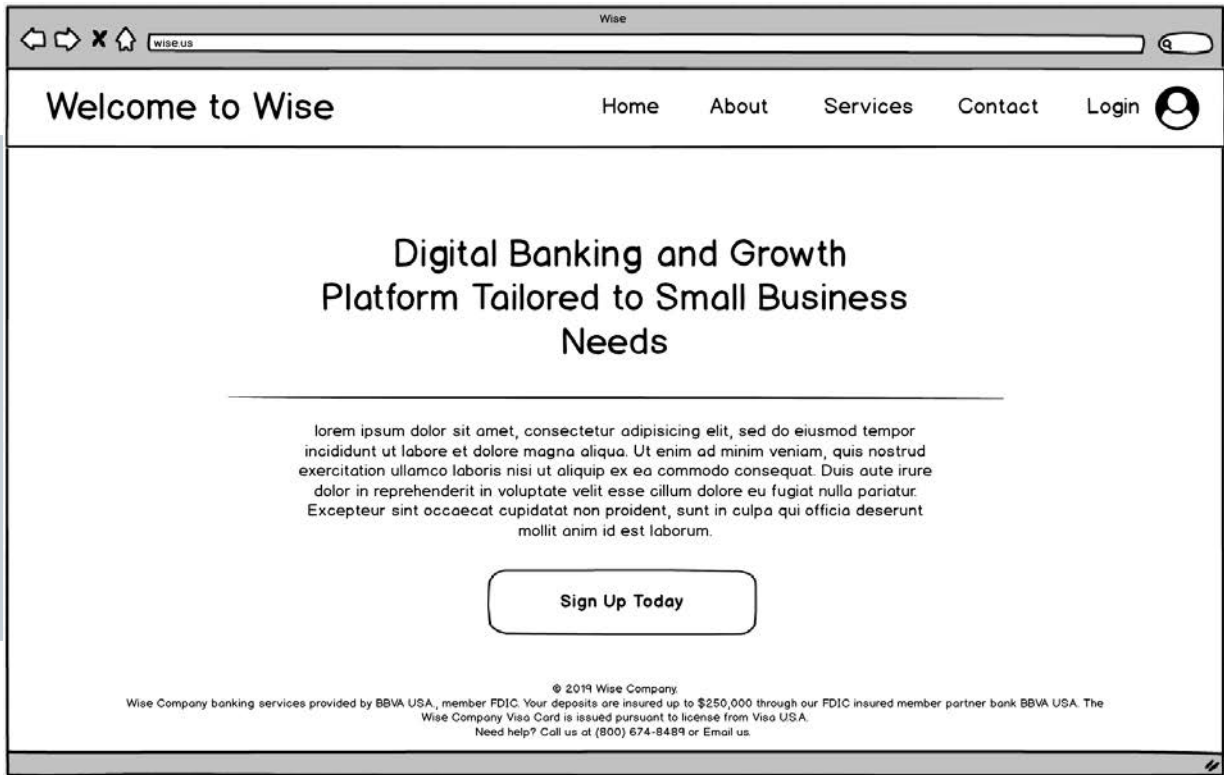 Wise
wise.us
Welcome to Wise
Home About Services Contact Login
Digital Banking and Growth
Platform Tailored to Small Business
Needs
lorem ipsum dolor sit amet, consectetur adipisicing elit, sed do eiusmod tempor
incididunt ut labore et dolore magna aliqua. Ut enim ad minim veniam, quis nostrud
exercitation ullamco laboris nisi ut aliquip ex ea commodo consequat. Duis aute irure
dolor in reprehenderit in voluptate velit esse cillum dolore eu fugiat nulla pariatur.
Excepteur sint occaecat cupidatat non proident, sunt in culpa qui officia deserunt
mollit anim id est laborum.
Sign Up Today
© 2019 Wise Company.
Wise Company banking services provided by BBVA USA., member FDIC. Your deposits are insured up to $250,000 through our FDIC insured member partner bank BBVA USA. The
Wise Company Visa Card is issued pursuant to license from Visa U.S.A.
Need help? Call us at (800) 674-8489 or Email us.